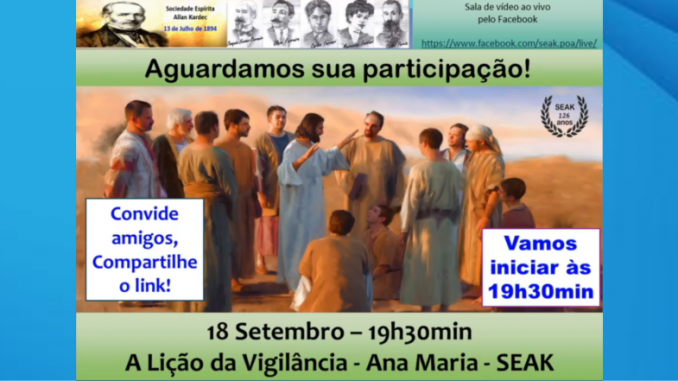 Sociedade Espírita
Allan Kardec
13 de Julho de 1894
Sala de vídeo ao vivo
pelo Facebook
https://www.facebook.com/seak.poa/live/
Aguardamos sua participação!
SEAK
126
anos
Convide
amigos,
Compartilhe
o link!
Vamos
iniciar às
19h30min
18 Setembro – 19h30min
A Lição da Vigilância - Ana Maria - SEAK